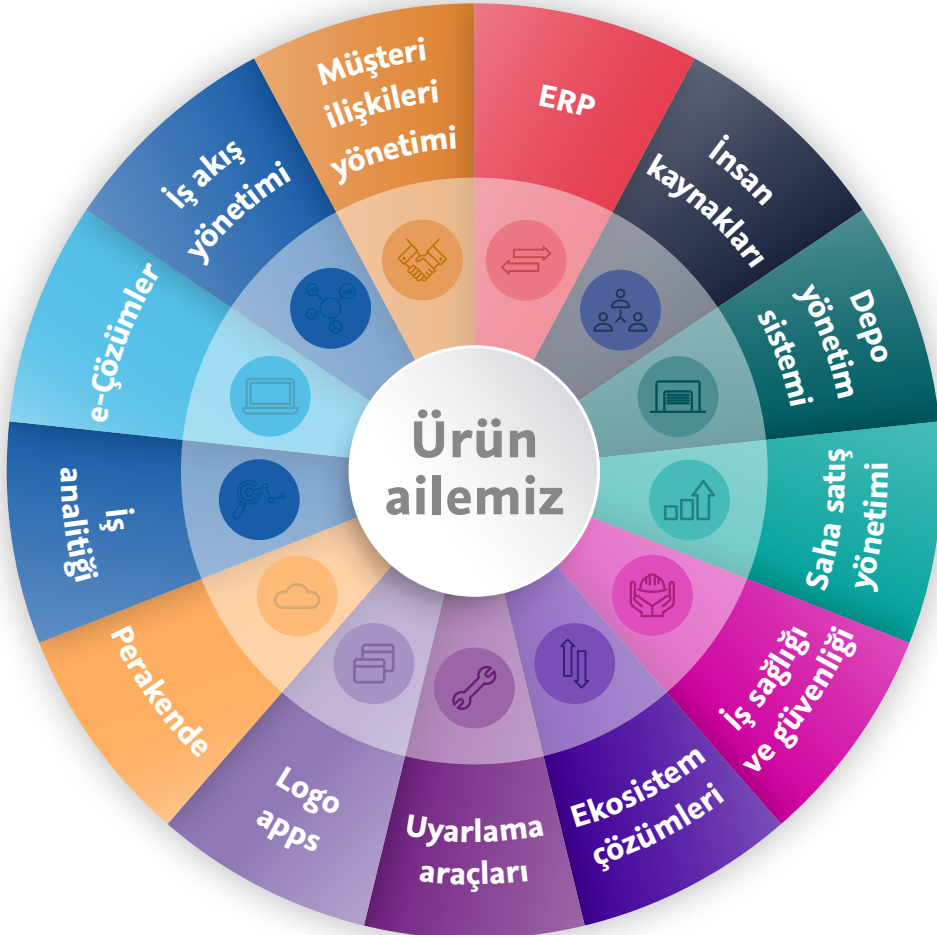 Ürün
ailemiz
ERP
İnsan
kaynakları
Depo
yönetim
sistemi
Saha satış
yönetimi
İş sağlığı
ve güvenliği
Ekosistem
çözümleri
Uyarlama
araçları
Logo
apps
Perakende
İş
analitiği
e-Çözümler
İş akış
yönetimi
Müşteri
ilişkileri
yönetimi